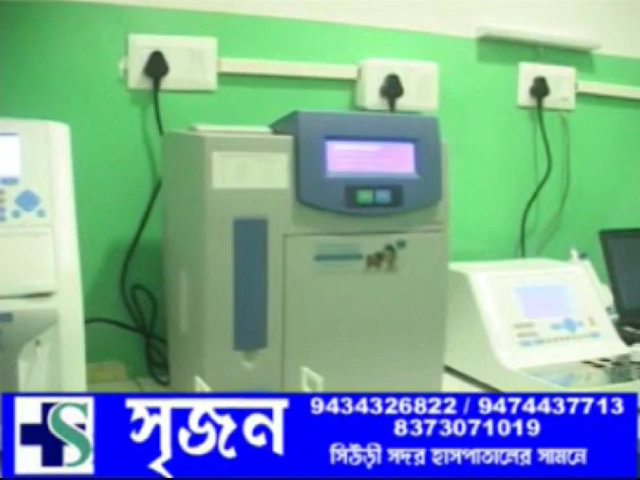 S
সৃজন
9434326822 / 9474437713
8373071019
সিউড়ী সদর হাসপাতালের সামনে